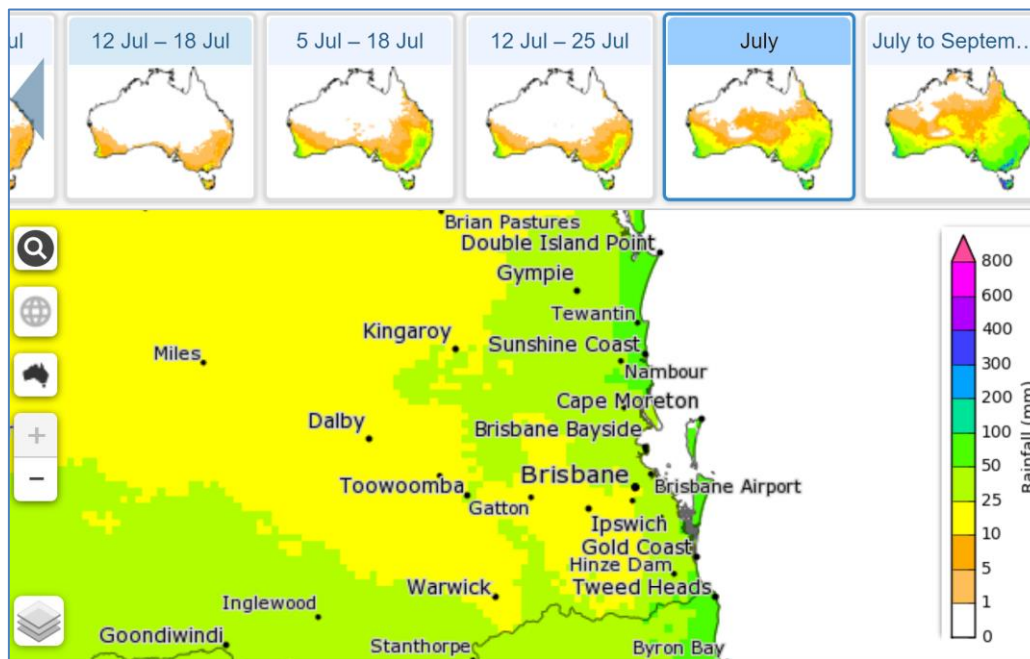 ul
12 Jul – 18 Jul
5 Jul – 18 Jul
12 Jul – 25 Jul
July
July to Septem…
Brian Pastures
Double Island Point
Gympie
Tewantin
Kingaroy
Sunshine Coast
Miles
Nambour
Cape Moreton
Dalby
Brisbane Bayside
Brisbane
Toowoomba
Brisbane Airport
Gatton
Ipswich
Gold Coast
Hinze Dam
Warwick
Tweed Heads
Inglewood
Goondiwindi
Stanthorpe
Byron Bay
+
−
800
600
400
300
200
100
50
25
10
5
1
0
Rainfall (mm)